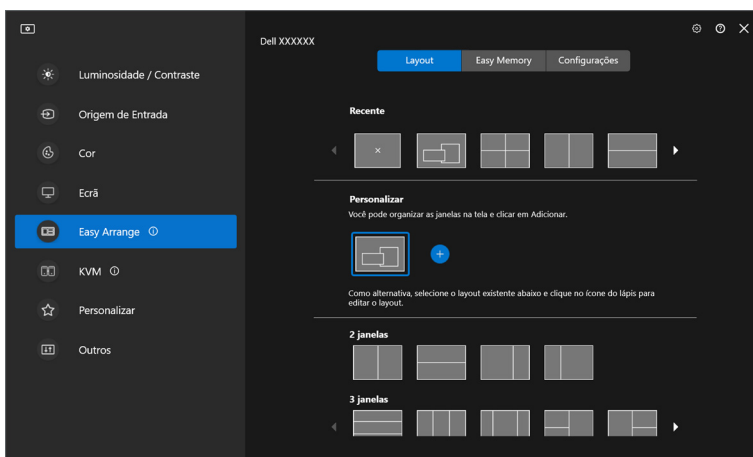 Dell XXXXXX
Layout
Easy Memory
Configurações
Luminosidade / Contraste
Origem de Entrada
Cor
Ecrã
Easy Arrange
KVM
Personalizar
Outros
Recente
Personalizar
Você pode organizar as janelas na tela e clicar em Adicionar.
Como alternativa, selecione o layout existente abaixo e clique no ícone do lápis para
editar o layout.
2 janelas
3 janelas